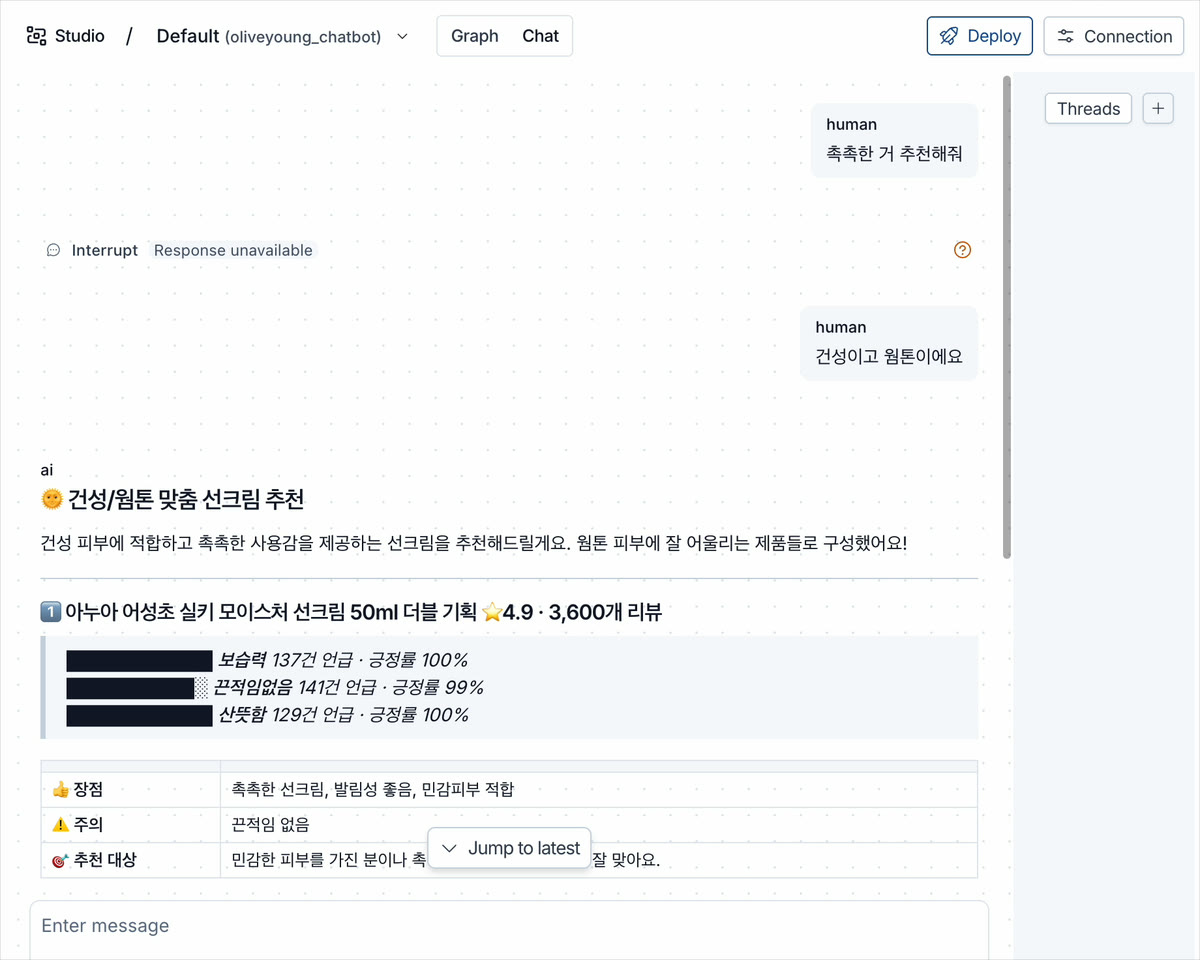 Studio / Default (oliveyoung_chatbot) Graph Chat Deploy Connection
Threads +
human
촉촉한 거 추천해줘
Interrupt Response unavailable
human
건성이고 웜톤이에요
ai
🌞 건성/웜톤 맞춤 선크림 추천
건성 피부에 적합하고 촉촉한 사용감을 제공하는 선크림을 추천해드릴게요. 웜톤 피부에 잘 어울리는 제품들로 구성했어요!
1️⃣ 아누아 어성초 실키 모이스처 선크림 50ml 더블 기획 ⭐4.9 · 3,600개 리뷰
보습력 137건 언급 · 긍정률 100%
끈적임없음 141건 언급 · 긍정률 99%
산뜻함 129건 언급 · 긍정률 100%
👍 장점 촉촉한 선크림, 발림성 좋음, 민감피부 적합
⚠️ 주의 끈적임 없음
🎯 추천 대상 민감한 피부를 가진 분이나 촉 잘 맞아요.
Jump to latest
Enter message